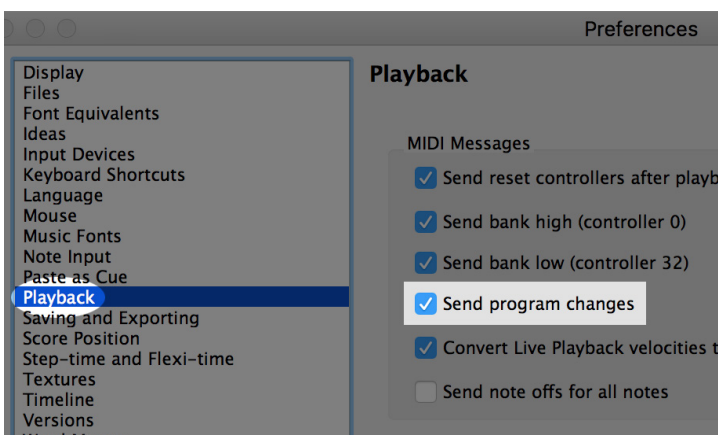 Preferences
Display
Files
Font Equivalents
Ideas
Input Devices
Keyboard Shortcuts
Language
Mouse
Music Fonts
Note Input
Paste as Cue
Playback
Saving and Exporting
Score Position
Step-time and Flexi-time
Textures
Timeline
Versions
Playback
MIDI Messages
Send reset controllers after playb
Send bank high (controller 0)
Send bank low (controller 32)
Send program changes
Convert Live Playback velocities t
Send note offs for all notes